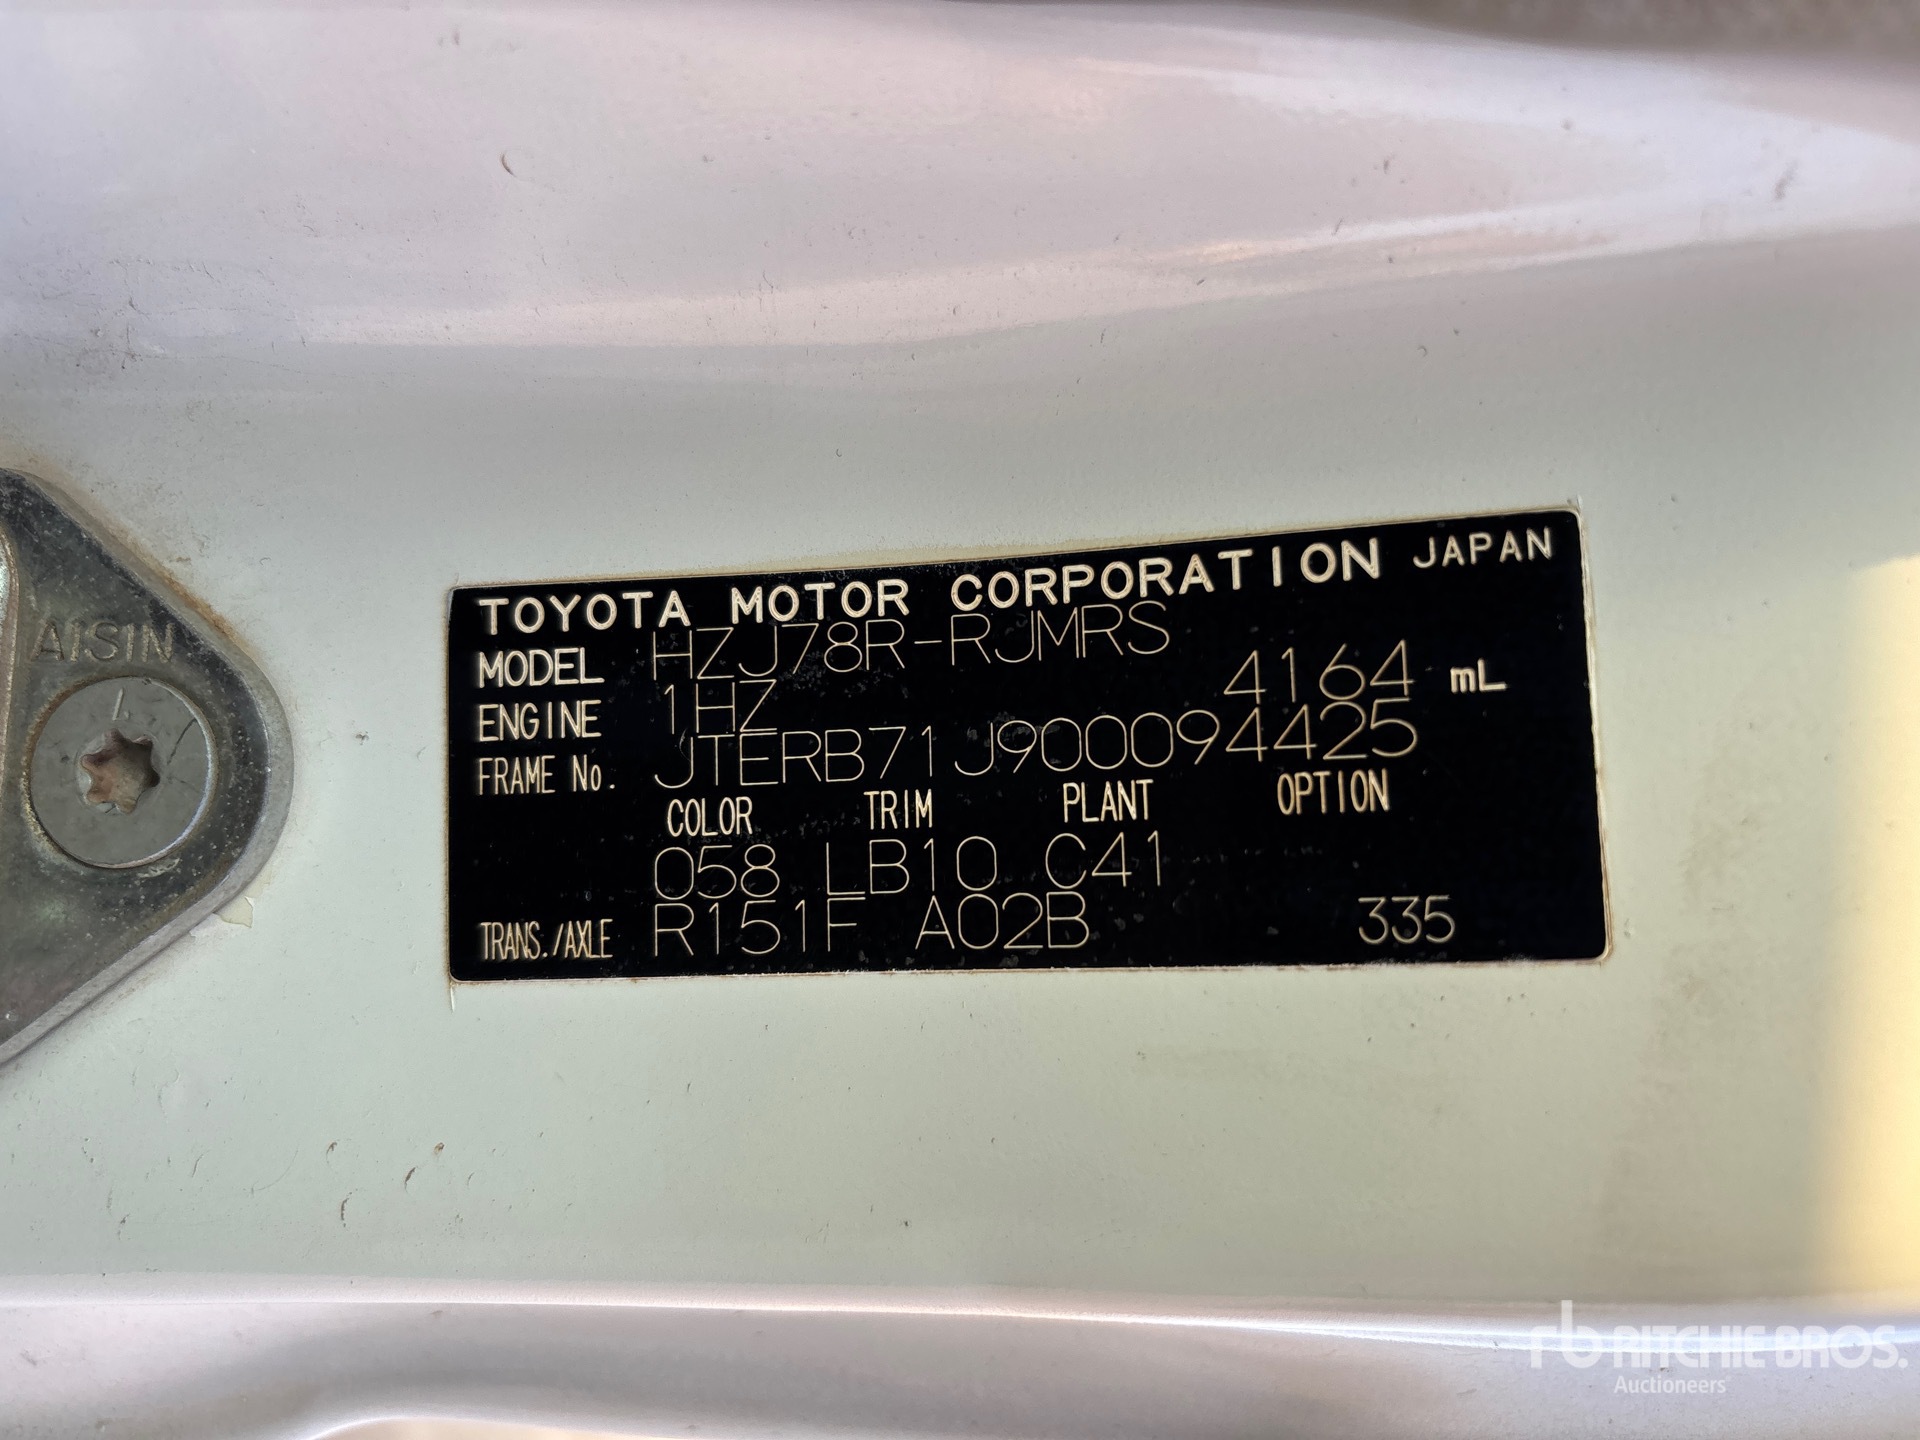 TOYOTA MOTOR CORPORATION JAPAN
MODEL HZJ78R-RJMRS
ENGINE 1HZ 4164 mL
FRAME No. JTERB71J900094425
COLOR TRIM PLANT OPTION
058 LB10 C41
TRANS./AXLE R151F A02B 335
AISIN
rb RITCHIE BROS.
Auctioneers